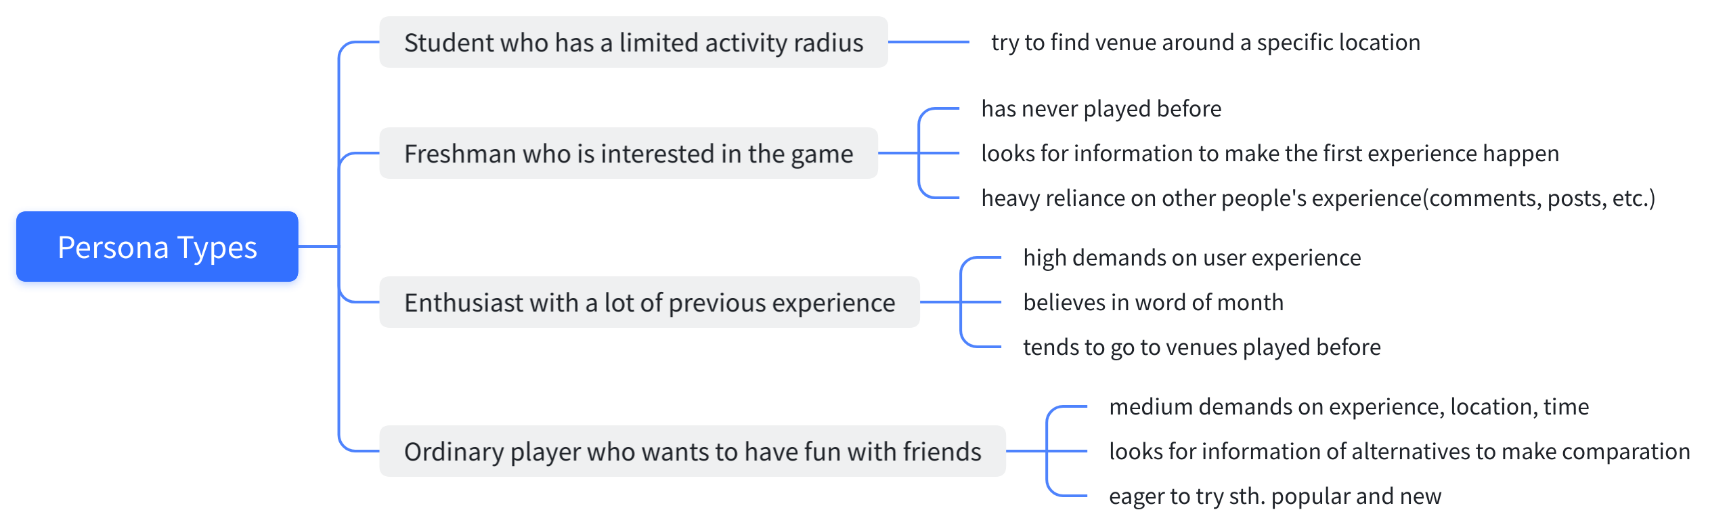 Persona Types
Student who has a limited activity radius
try to find venue around a specific location
Freshman who is interested in the game
has never played before
looks for information to make the first experience happen
heavy reliance on other people's experience(comments, posts, etc.)
Enthusiast with a lot of previous experience
high demands on user experience
believes in word of month
tends to go to venues played before
Ordinary player who wants to have fun with friends
medium demands on experience, location, time
looks for information of alternatives to make comparation
eager to try sth. popular and new